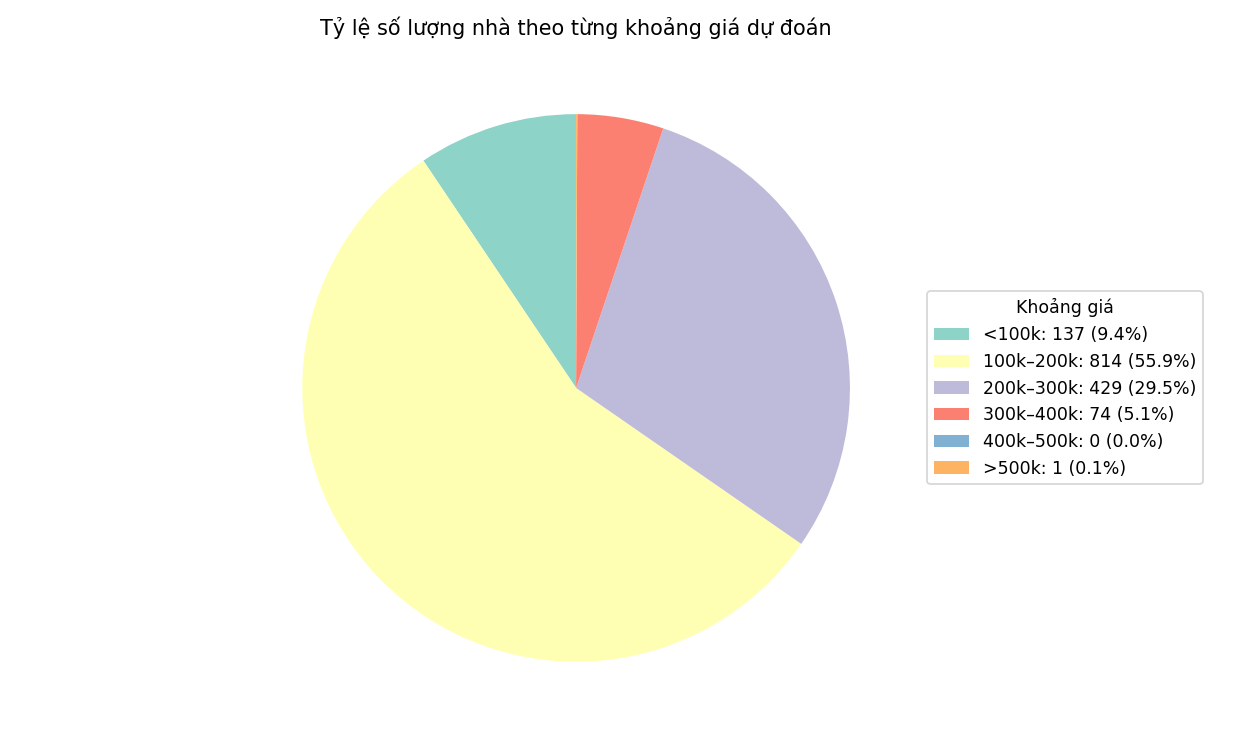 Tỷ lệ số lượng nhà theo từng khoảng giá dự đoán
Khoảng giá
<100k: 137 (9.4%)
100k–200k: 814 (55.9%)
200k–300k: 429 (29.5%)
300k–400k: 74 (5.1%)
400k–500k: 0 (0.0%)
>500k: 1 (0.1%)